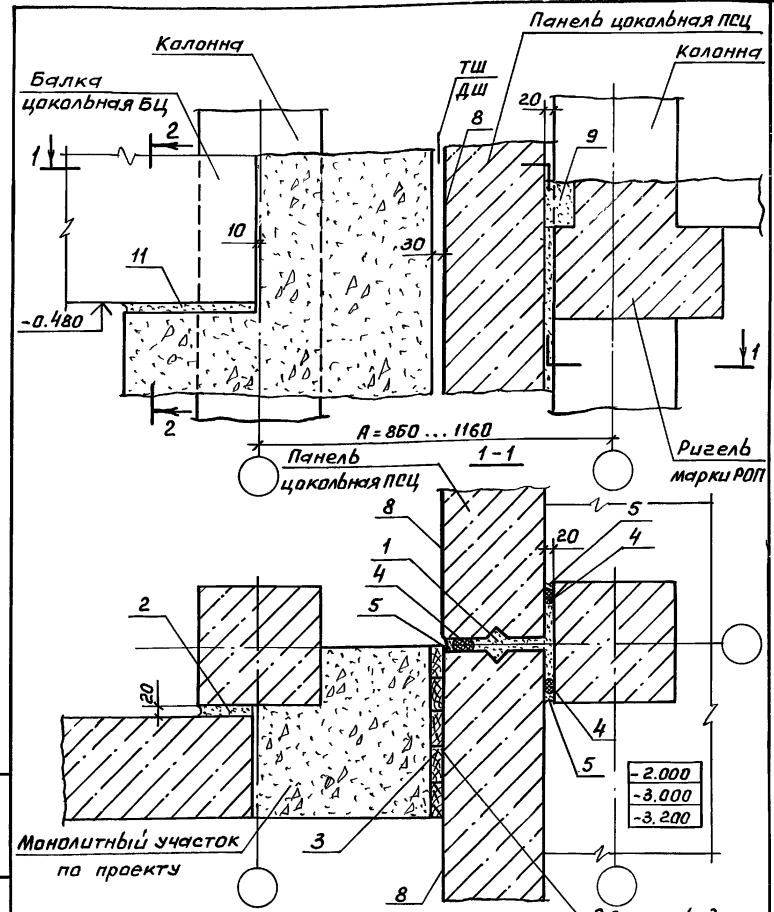 Панель цокольная ПСЦ
Колонна
Колонна
Балка
цокольная БЦ
ТШ
ДШ
20
8
9
2
1
10
30
11
-0.480
1
2
А=860...1160
Ригель
марки РОП
1-1
Панель
цокольная ПСЦ
8
1
4
5
5
20
4
2
20
4
5
-2.000
-3.000
-3.200
Монолитный участок
по проекту
3
8